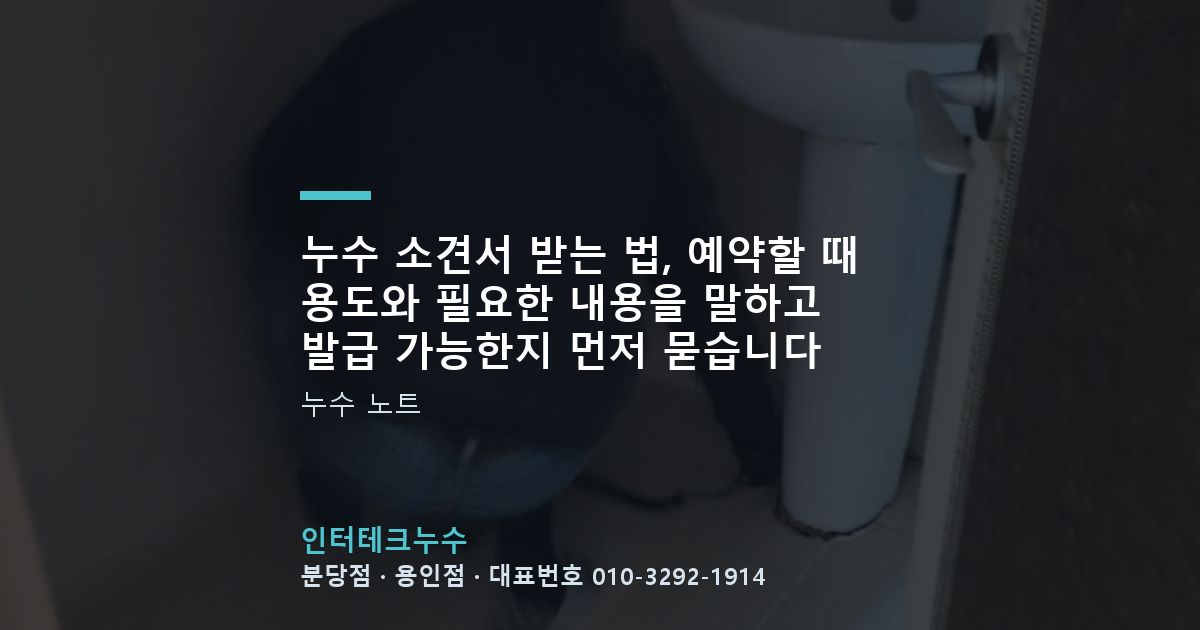 누수 소견서 받는 법, 예약할 때
용도와 필요한 내용을 말하고
발급 가능한지 먼저 묻습니다
누수 노트
인터테크누수
분당점 · 용인점 · 대표번호 010-3292-1914